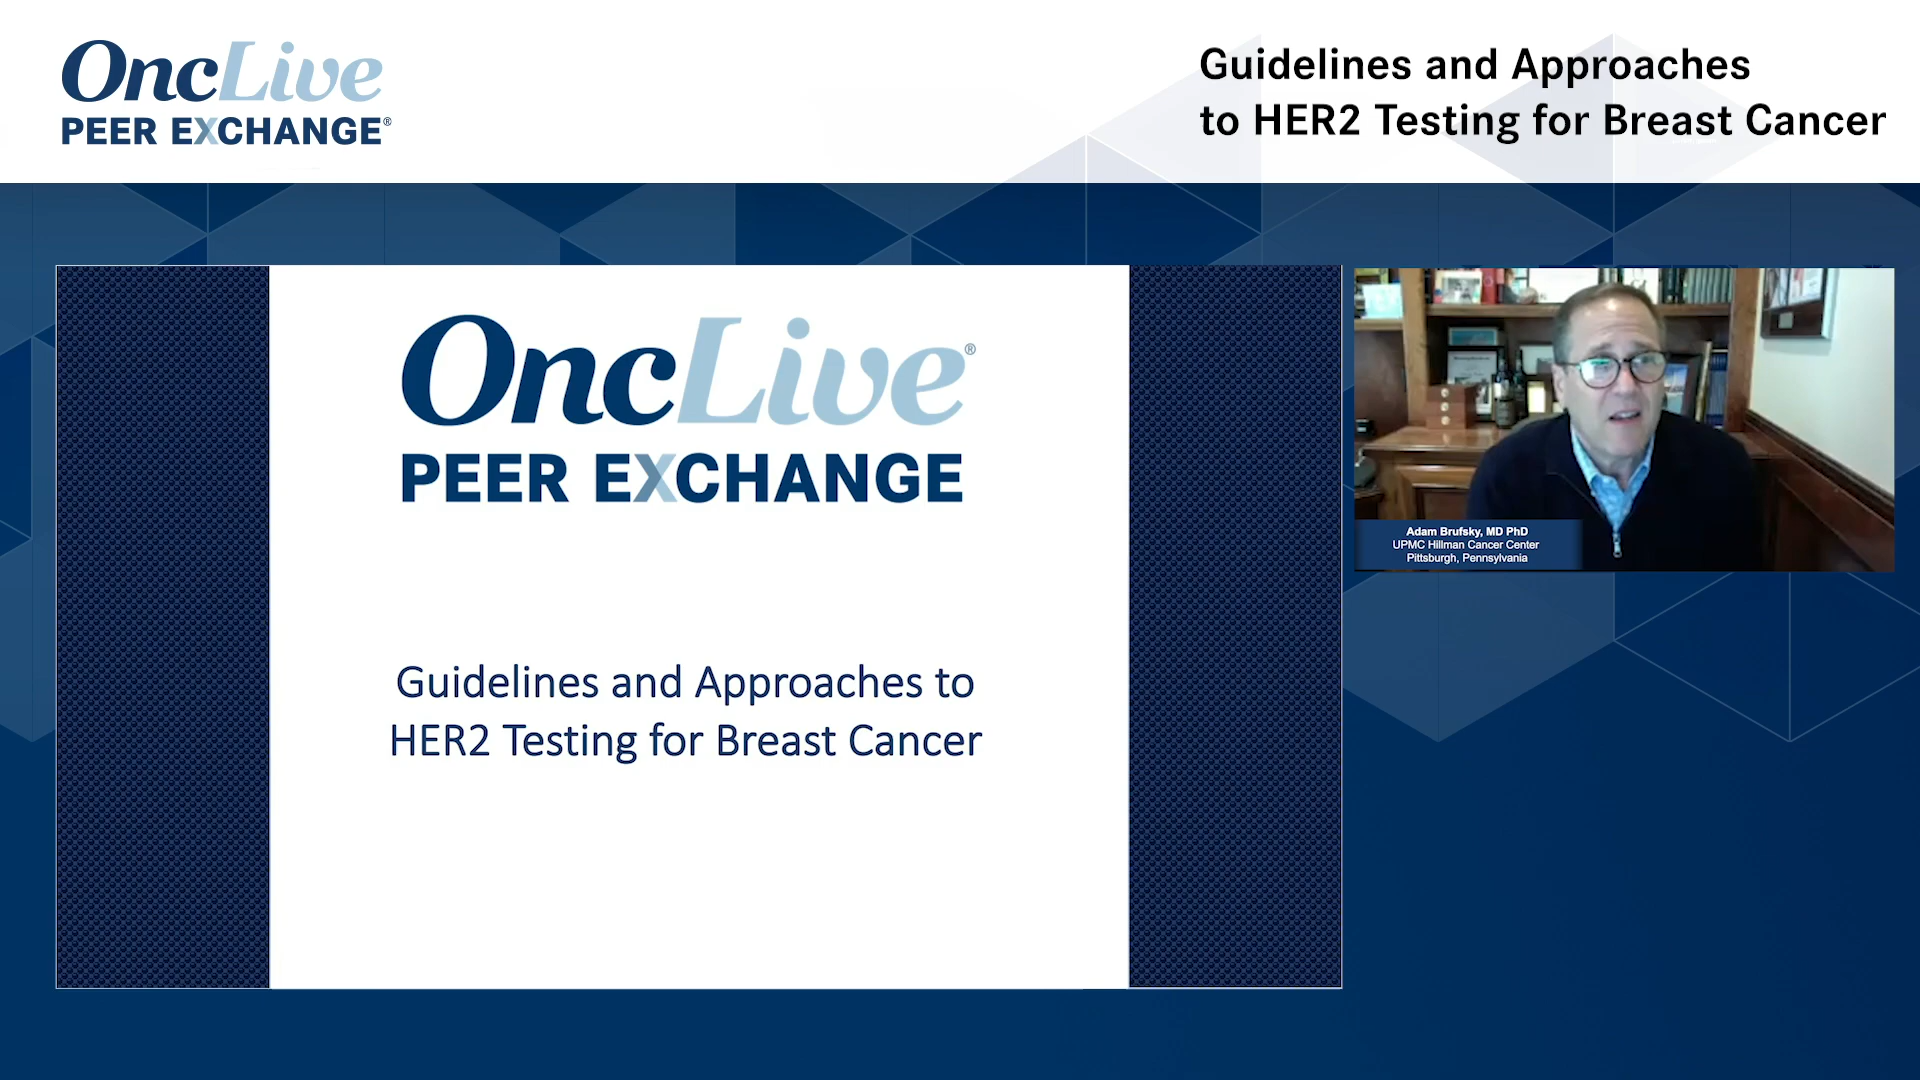 OncLive
PEER EXCHANGE®
Guidelines and Approaches
to HER2 Testing for Breast Cancer
OncLive®
PEER EXCHANGE
Guidelines and Approaches to
HER2 Testing for Breast Cancer
Adam Brufsky, MD PhD
UPMC Hillman Cancer Center
Pittsburgh, Pennsylvania